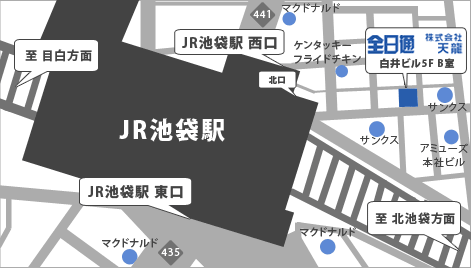 マクドナルド
441
JR池袋駅 西口
ケンタッキー
フライドチキン
全日通 株式会社
天龍
白井ビル5F B室
至 目白方面
北口
サンクス
サンクス
JR池袋駅
アミューズ
本社ビル
JR池袋駅 東口
至 北池袋方面
マクドナルド
435
マクドナルド